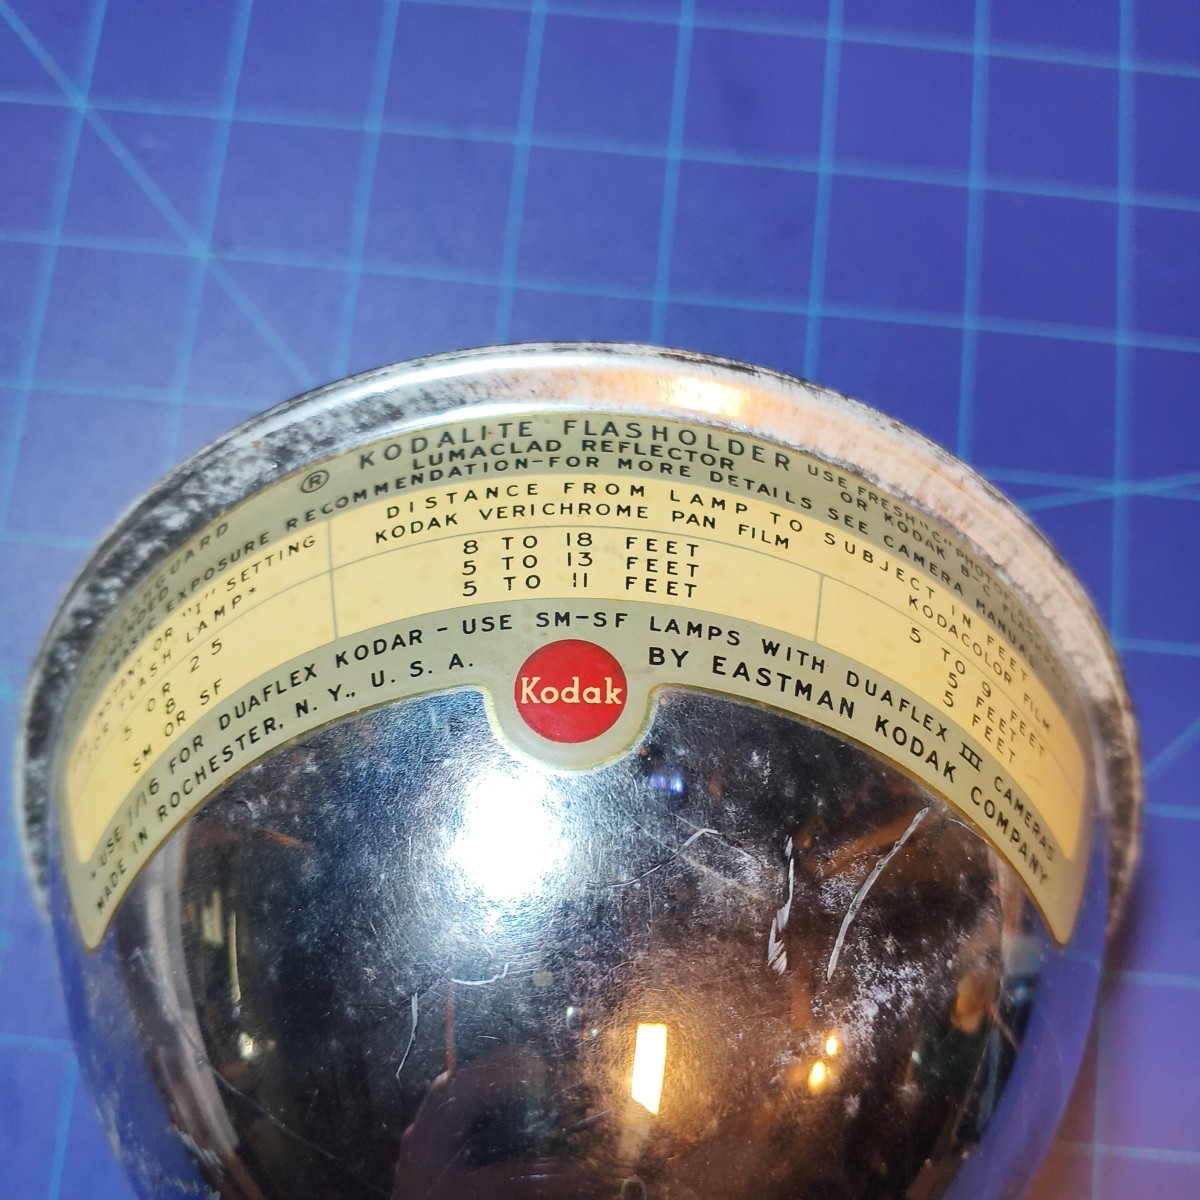 ® KODALITE FLASHOLDER
LUMACLAD REFLECTOR
USE FRESH "C" 
OR KODAK B-C
BASIC EXPOSURE RECOMMENDATION—FOR MORE DETAILS SEE CAMERA MANUAL
OR "I" SETTING
FLASH LAMP*
DISTANCE FROM LAMP TO SUBJECT IN FEET
KODAK VERICHROME PAN FILM
KODACOLOR FILM
5 OR 25
8 TO 18 FEET
5 TO 9 FEET
8
5 TO 13 FEET
5 FEET
SM OR SF
5 TO 11 FEET
5 FEET
* USE f/16 FOR DUAFLEX KODAR - USE SM-SF LAMPS WITH DUAFLEX III CAMERAS
MADE IN ROCHESTER, N. Y., U. S. A.
BY EASTMAN KODAK COMPANY
Kodak